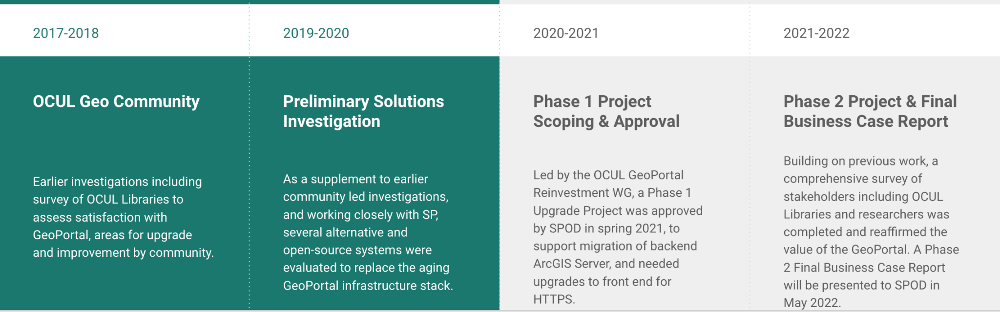 2017-2018
OCUL Geo Community
Earlier investigations including
survey of OCUL Libraries to
assess satisfaction with
GeoPortal, areas for upgrade
and improvement by community.
2019-2020
Preliminary Solutions
Investigation
As a supplement to earlier
community led investigations,
and working closely with SP,
several alternative and
open-source systems were
evaluated to replace the aging
GeoPortal infrastructure stack.
2020-2021
Phase 1 Project
Scoping & Approval
Led by the OCUL GeoPortal
Reinvestment WG, a Phase 1
Upgrade Project was approved
by SPOD in spring 2021, to
support migration of backend
ArcGIS Server, and needed
upgrades to front end for
HTTPS.
2021-2022
Phase 2 Project & Final
Business Case Report
Building on previous work, a
comprehensive survey of
stakeholders including OCUL
Libraries and researchers was
completed and reaffirmed the
value of the GeoPortal. A Phase
2 Final Business Case Report
will be presented to SPOD in
May 2022.